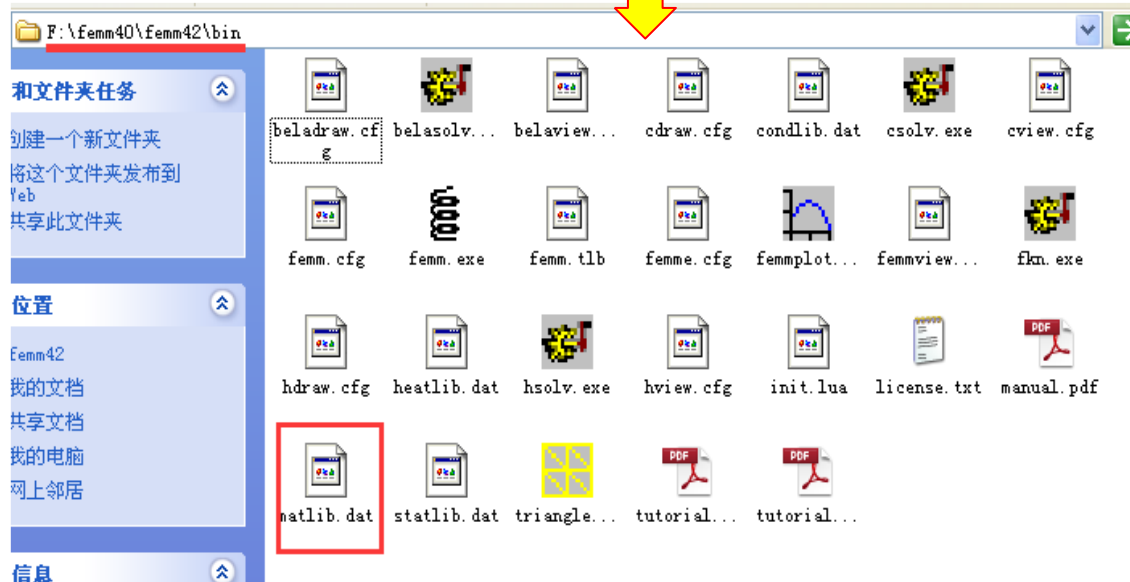 F:\femm40\femm42\bin
和文件夹任务
创建一个新文件夹
将这个文件夹发布到
Web
共享此文件夹
位置
femm42
我的文档
共享文档
我的电脑
网上邻居
信息
beladraw.cf
g
belasolv...
belaview...
cdraw.cfg
condlib.dat
csolv.exe
cview.cfg
femm.cfg
femm.exe
femm.tlb
femme.cfg
femmplot...
femmview...
fkn.exe
hdraw.cfg
heatlib.dat
hsolv.exe
hview.cfg
init.lua
license.txt
PDF
manual.pdf
matlib.dat
statlib.dat
triangle...
PDF
tutorial...
PDF
tutorial...